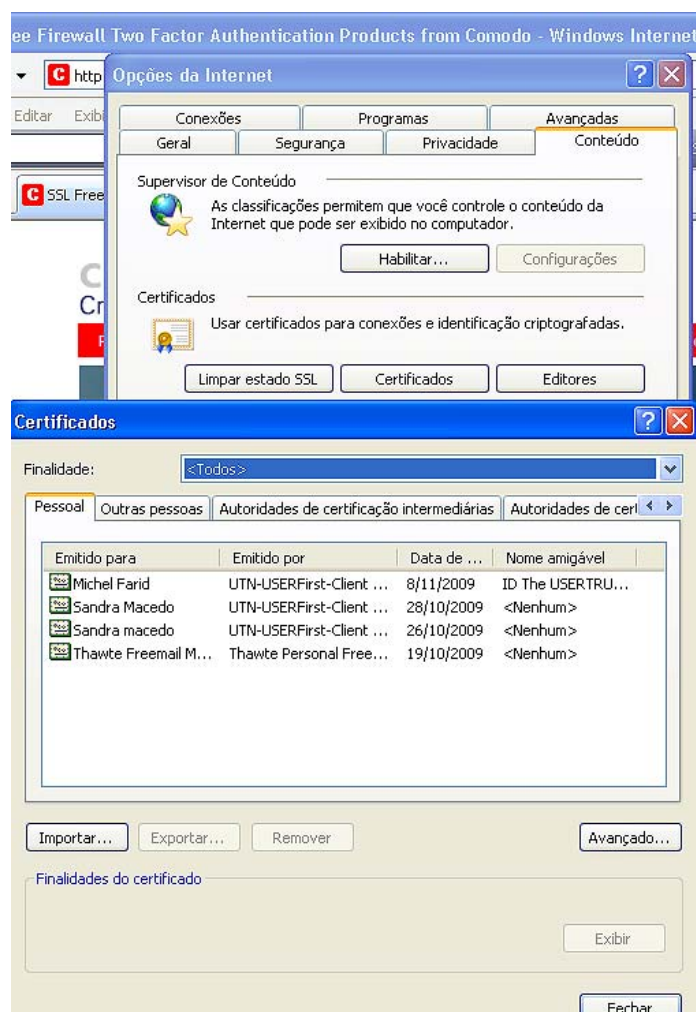 ee Firewall Two Factor Authentication Products from Comodo - Windows Internet
http
Opções da Internet
Editar Exib
Conexões Programas Avançadas
Geral Segurança Privacidade Conteúdo
SSL Free
Supervisor de Conteúdo
As classificações permitem que você controle o conteúdo da
Internet que pode ser exibido no computador.
Habilitar... Configurações
Certificados
Usar certificados para conexões e identificação criptografadas.
Limpar estado SSL Certificados Editores
Certificados
Finalidade: <Todos>
Pessoal Outras pessoas Autoridades de certificação intermediárias Autoridades de cert
Emitido para Emitido por Data de ... Nome amigável
Michel Farid UTN-USERFirst-Client ... 8/11/2009 ID The USERTRU...
Sandra Macedo UTN-USERFirst-Client ... 28/10/2009 <Nenhum>
Sandra macedo UTN-USERFirst-Client ... 26/10/2009 <Nenhum>
Thawte Freemail M... Thawte Personal Free... 19/10/2009 <Nenhum>
Importar... Exportar... Remover Avançado...
Finalidades do certificado
Exibir
Fechar